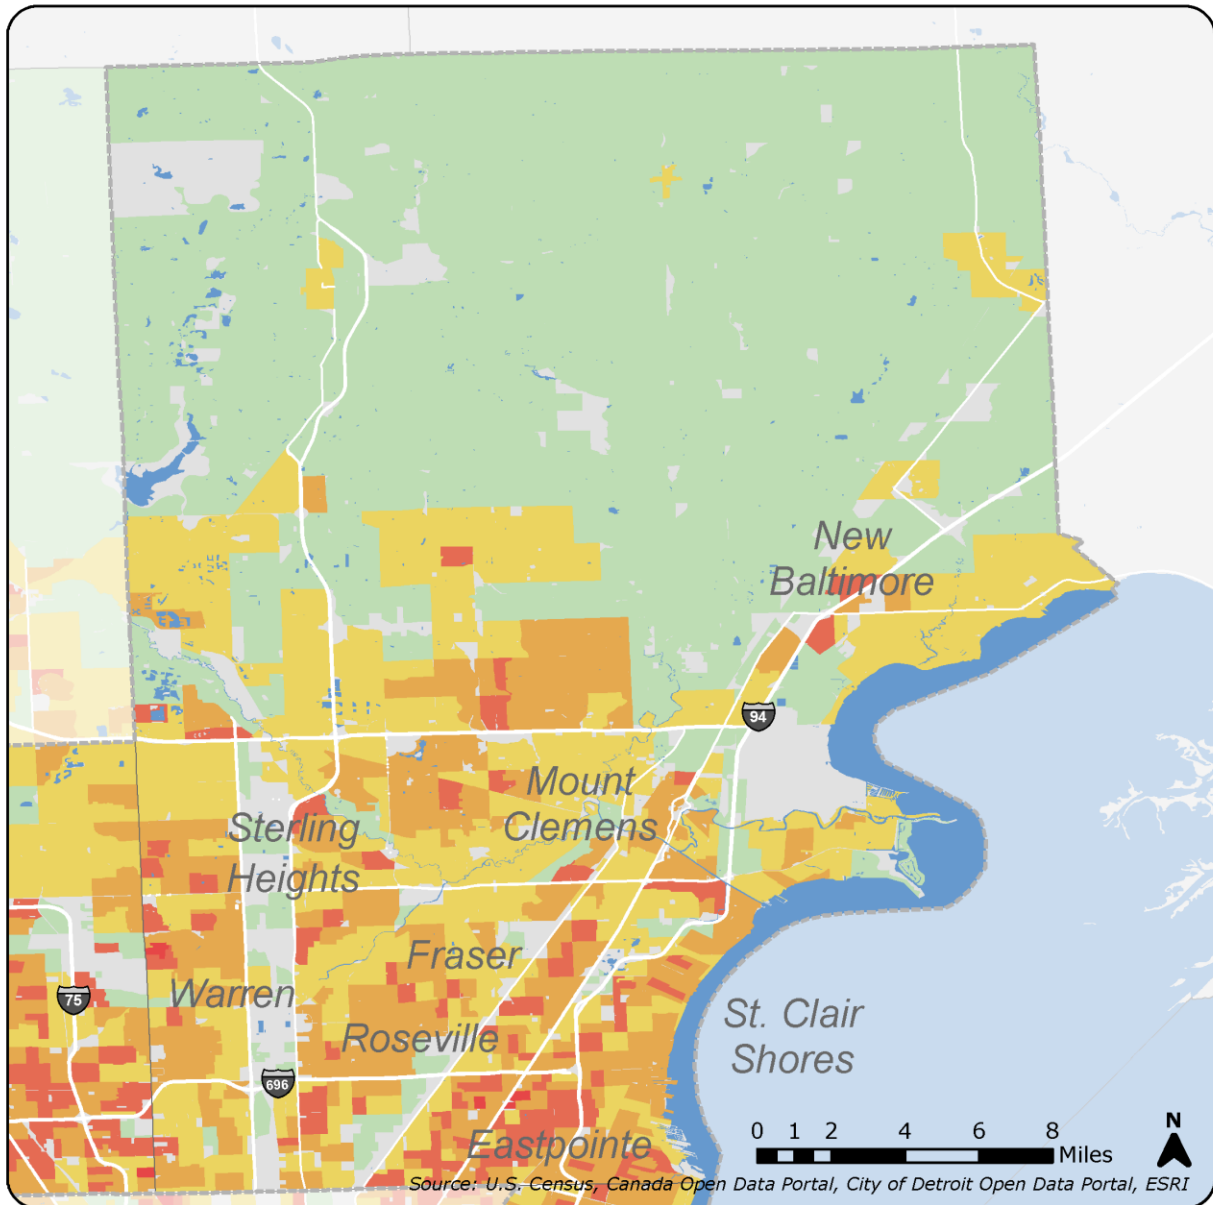 New
Baltimore
94
Mount
Clemens
Sterling
Heights
Fraser
75
Warren
St. Clair
Shores
Roseville
696
Eastpointe
0 1 2 4 6 8
Miles
N
Source: U.S. Census, Canada Open Data Portal, City of Detroit Open Data Portal, ESRI